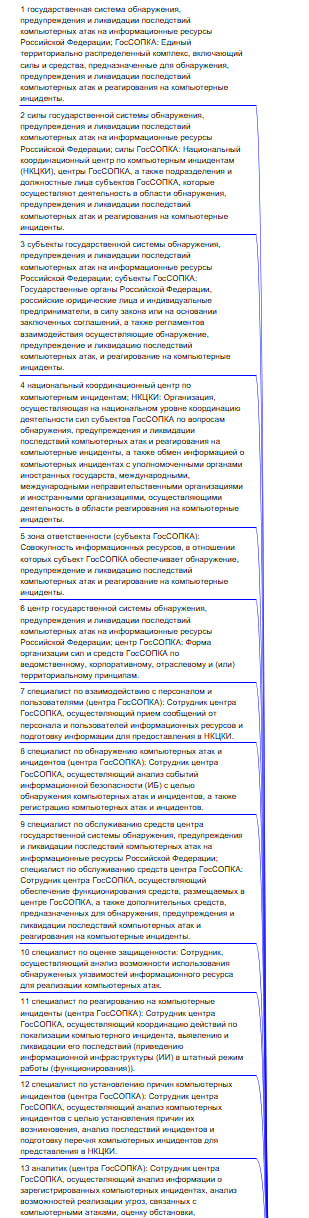 1 государственная система обнаружения,
предупреждения и ликвидации последствий
компьютерных атак на информационные ресурсы
Российской Федерации; ГосСОПКА: Единый
территориально распределенный комплекс, включающий
силы и средства, предназначенные для обнаружения,
предупреждения и ликвидации последствий
компьютерных атак и реагирования на компьютерные
инциденты.
2 силы государственной системы обнаружения,
предупреждения и ликвидации последствий
компьютерных атак на информационные ресурсы
Российской Федерации; силы ГосСОПКА: Национальный
координационный центр по компьютерным инцидентам
(НКЦКИ), центры ГосСОПКА, а также подразделения и
должностные лица субъектов ГосСОПКА, которые
осуществляют деятельность в области обнаружения,
предупреждения и ликвидации последствий
компьютерных атак и реагирования на компьютерные
инциденты.
3 субъекты государственной системы обнаружения,
предупреждения и ликвидации последствий
компьютерных атак на информационные ресурсы
Российской Федерации; субъекты ГосСОПКА:
Государственные органы Российской Федерации,
российские юридические лица и индивидуальные
предприниматели, в силу закона или на основании
заключенных соглашений, а также регламентов
взаимодействия осуществляющие обнаружение,
предупреждение и ликвидацию последствий
компьютерных атак, и реагирование на компьютерные
инциденты.
4 национальный координационный центр по
компьютерным инцидентам; НКЦКИ: Организация,
осуществляющая на национальном уровне координацию
деятельности сил субъектов ГосСОПКА по вопросам
обнаружения, предупреждения и ликвидации
последствий компьютерных атак и реагирования на
компьютерные инциденты, а также обмен информацией о
компьютерных инцидентах с уполномоченными органами
иностранных государств, международными,
международными неправительственными организациями
и иностранными организациями, осуществляющими
деятельность в области реагирования на компьютерные
инциденты.
5 зона ответственности (субъекта ГосСОПКА):
Совокупность информационных ресурсов, в отношении
которых субъект ГосСОПКА обеспечивает обнаружение,
предупреждение и ликвидацию последствий
компьютерных атак и реагирование на компьютерные
инциденты.
6 центр государственной системы обнаружения,
предупреждения и ликвидации последствий
компьютерных атак на информационные ресурсы
Российской Федерации; центр ГосСОПКА: Форма
организации сил и средств ГосСОПКА по
ведомственному, корпоративному, отраслевому и (или)
территориальному принципам.
7 специалист по взаимодействию с персоналом и
пользователями (центра ГосСОПКА): Сотрудник центра
ГосСОПКА, осуществляющий прием сообщений от
персонала и пользователей информационных ресурсов и
подготовку информации для предоставления в НКЦКИ.
8 специалист по обнаружению компьютерных атак и
инцидентов (центра ГосСОПКА): Сотрудник центра
ГосСОПКА, осуществляющий анализ событий
информационной безопасности (ИБ) с целью
обнаружения компьютерных атак и инцидентов, а также
регистрацию компьютерных атак и инцидентов.
9 специалист по обслуживанию средств центра
государственной системы обнаружения, предупреждения
и ликвидации последствий компьютерных атак на
информационные ресурсы Российской Федерации;
специалист по обслуживанию средств центра ГосСОПКА:
Сотрудник центра ГосСОПКА, осуществляющий
обеспечение функционирования средств, размещаемых в
центре ГосСОПКА, а также дополнительных средств,
предназначенных для обнаружения, предупреждения и
ликвидации последствий компьютерных атак и
реагирования на компьютерные инциденты.
10 специалист по оценке защищенности: Сотрудник,
осуществляющий анализ возможности использования
обнаруженных уязвимостей информационного ресурса
для реализации компьютерных атак.
11 специалист по реагированию на компьютерные
инциденты (центра ГосСОПКА): Сотрудник центра
ГосСОПКА, осуществляющий координацию действий по
локализации компьютерного инцидента, выявлению и
ликвидации его последствий (приведению
информационной инфраструктуры (ИИ) в штатный режим
работы (функционирования)).
12 специалист по установлению причин компьютерных
инцидентов (центра ГосСОПКА): Сотрудник центра
ГосСОПКА, осуществляющий анализ компьютерных
инцидентов с целью установления причин их
возникновения, анализ последствий инцидентов и
подготовку перечня компьютерных инцидентов для
представления в НКЦКИ.
13 аналитик (центра ГосСОПКА): Сотрудник центра
ГосСОПКА, осуществляющий анализ информации о
зарегистрированных компьютерных инцидентах, анализ
возможностей реализации угроз, связанных с
компьютерными атаками, оценку обстановки,